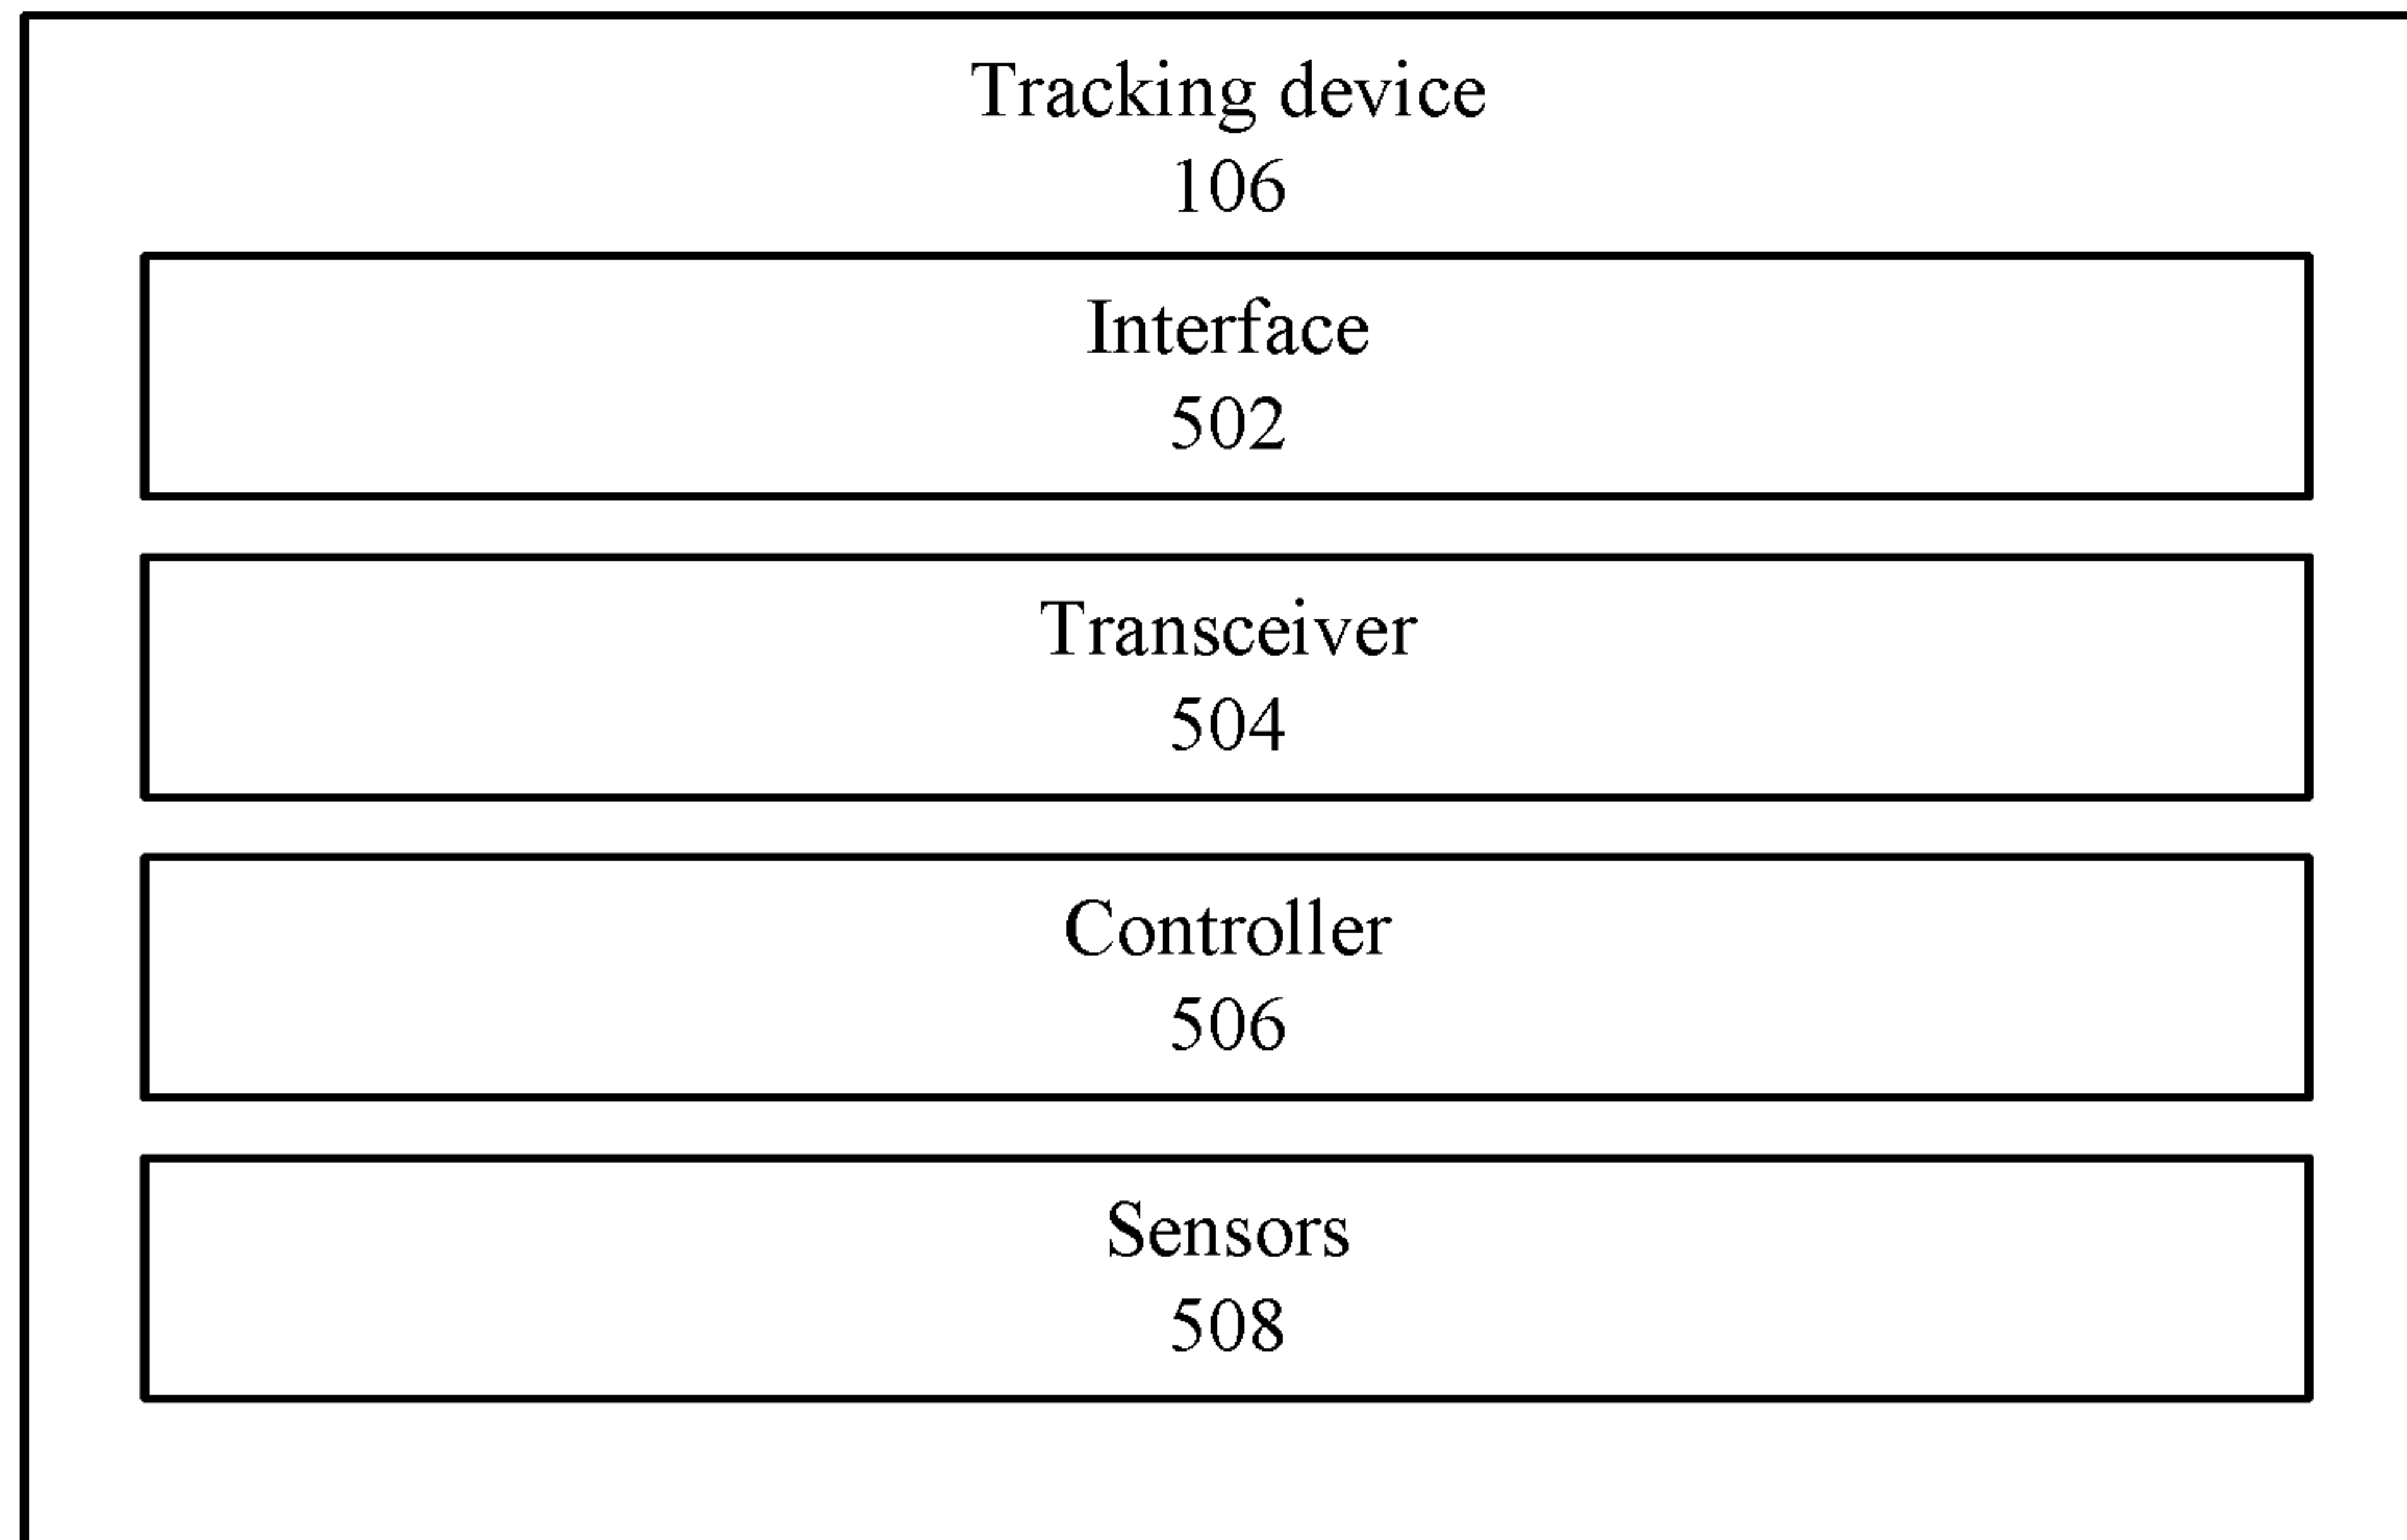 Tracking device
106
Interface
502
Transceiver
504
Controller
506
Sensors
508